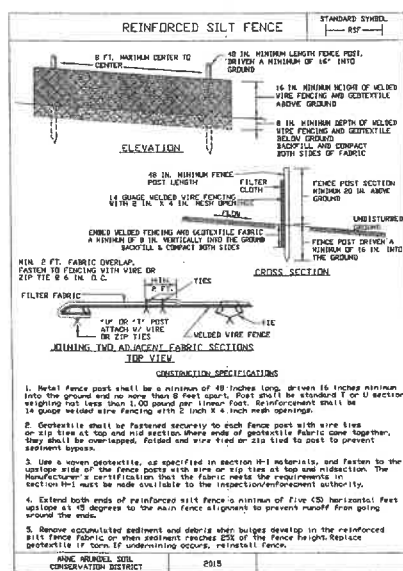 REINFORCED SILT FENCE
STANDARD SYMBOL
|—— RSF ——|
8 FT. MAXIMUM CENTER TO
CENTER
48 IN. MINIMUM LENGTH FENCE POST,
DRIVEN A MINIMUM OF 16" INTO
GROUND
16 IN. MINIMUM HEIGHT OF WELDED
WIRE FENCING AND GEOTEXTILE
ABOVE GROUND
8 IN. MINIMUM DEPTH OF WELDED
WIRE FENCING AND GEOTEXTILE
BELOW GROUND
BACKFILL AND COMPACT
BOTH SIDES OF FABRIC
ELEVATION
48 IN. MINIMUM FENCE
POST LENGTH
FILTER
CLOTH
14 GUAGE WELDED WIRE FENCING
WITH 2 IN. X 4 IN. MESH OPENINGS
FLOW
FENCE POST SECTION
MINIMUM 20 IN. ABOVE
GROUND
UNDISTURBED
GROUND
EMBED WELDED FENCING AND GEOTEXTILE FABRIC
A MINIMUM OF 8 IN. VERTICALLY INTO THE GROUND
BACKFILL & COMPACT BOTH SIDES
FENCE POST DRIVEN A
MINIMUM OF 16 IN. INTO
THE GROUND
CROSS SECTION
MIN. 2 FT. FABRIC OVERLAP,
FASTEN TO FENCING WITH WIRE OR
ZIP TIE @ 6 IN. O.C.
MIN.
2 FT.
TIES
FILTER FABRIC
"U" OR "T" POST
ATTACH W/ WIRE
OR ZIP TIES
TIE
WELDED WIRE FENCE
JOINING TWO ADJACENT FABRIC SECTIONS
TOP VIEW
CONSTRUCTION SPECIFICATIONS
1. Metal fence post shall be a minimum of 48 inches long, driven 16 inches minimum
into the ground and no more than 8 feet apart. Post shall be standard T or U section
weighing not less than 1.00 pound per linear foot. Reinforcement shall be
14 guage welded wire fencing with 2 inch X 4 inch mesh openings.
2. Geotextile shall be fastened securely to each fence post with wire ties
or zip ties at top and mid section. Where ends of geotextile fabric come together,
they shall be overlapped, folded and wire tied or zip tied to post to prevent
sediment bypass.
3. Use a woven geotextile, as specified in section H-1 materials, and fasten to the
upslope side of the fence posts with wire or zip ties at top and midsection. The
Manufacturer's certification that the fabric meets the requirements in
section H-1 must be made available to the inspection/enforcement authority.
4. Extend both ends of reinforced silt fence a minimum of five (5) horizontal feet
upslope at 45 degrees to the main fence alignment to prevent runoff from going
around the ends.
5. Remove accumulated sediment and debris when bulges develop in the reinforced
silt fence fabric or when sediment reaches 25% of the fence height. Replace
geotextile if torn. If undermining occurs, reinstall fence.
ANNE ARUNDEL SOIL
CONSERVATION DISTRICT
2015